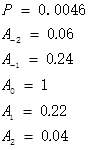 P = 0.0046
A₋₂ = 0.06
A₋₁ = 0.24
A₀ = 1
A₁ = 0.22
A₂ = 0.04